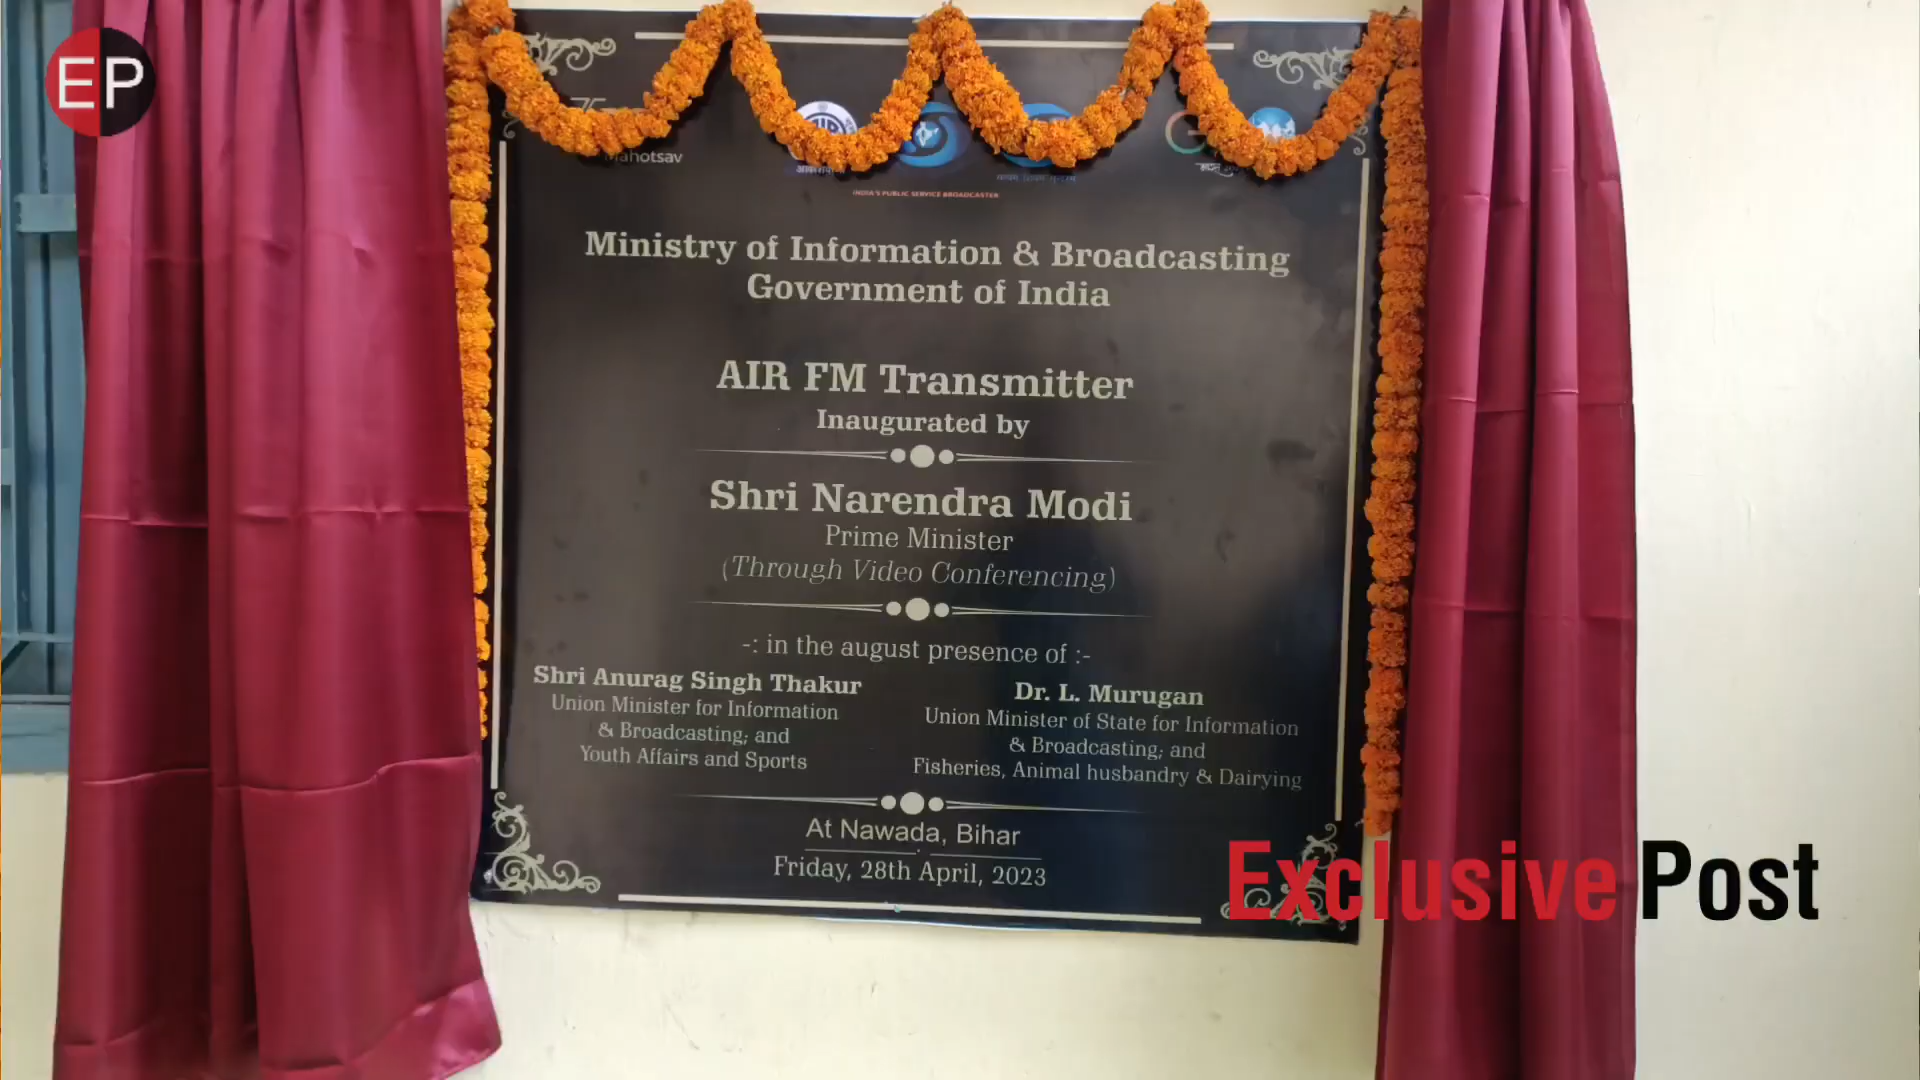 EP
75
Mahotsav
INDIA'S PUBLIC SERVICE BROADCASTER
Ministry of Information & Broadcasting
Government of India
AIR FM Transmitter
Inaugurated by
Shri Narendra Modi
Prime Minister
(Through Video Conferencing)
-: in the august presence of :-
Shri Anurag Singh Thakur
Union Minister for Information
& Broadcasting; and
Youth Affairs and Sports
Dr. L. Murugan
Union Minister of State for Information
& Broadcasting; and
Fisheries, Animal husbandry & Dairying
At Nawada, Bihar
Friday, 28th April, 2023
Exclusive Post